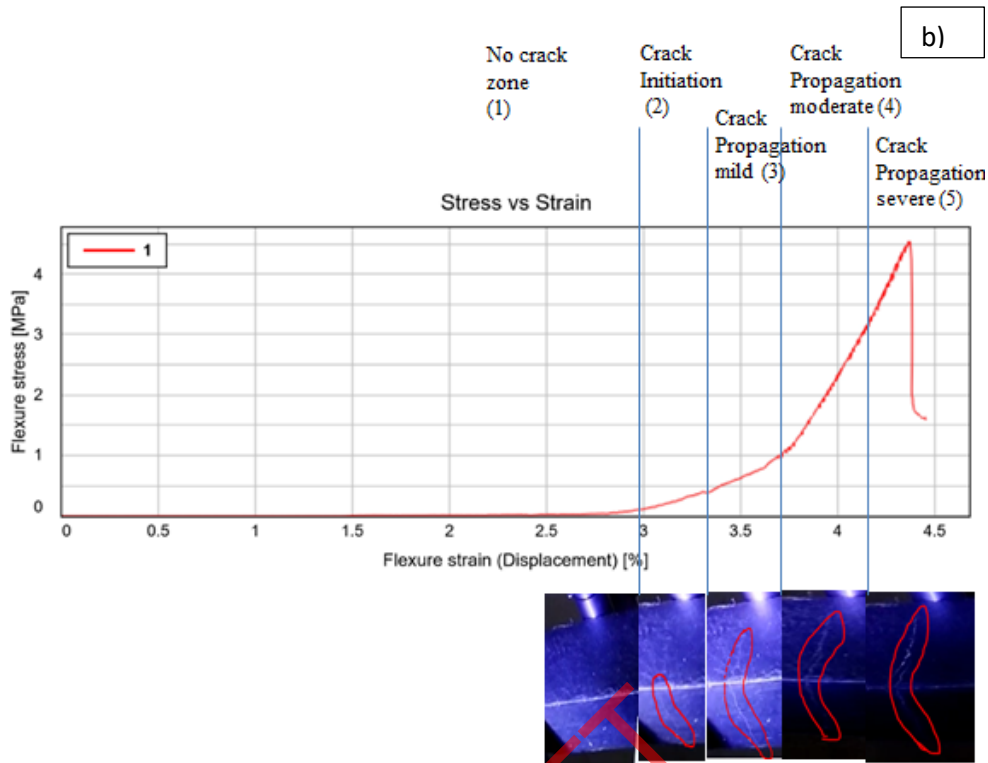 b)
No crack
zone
(1)
Crack
Initiation
(2)
Crack
Propagation
mild (3)
Crack
Propagation
moderate (4)
Crack
Propagation
severe (5)
Stress vs Strain
1
Flexure stress [MPa]
4
3
2
1
0
0 0.5 1 1.5 2 2.5 3 3.5 4 4.5
Flexure strain (Displacement) [%]